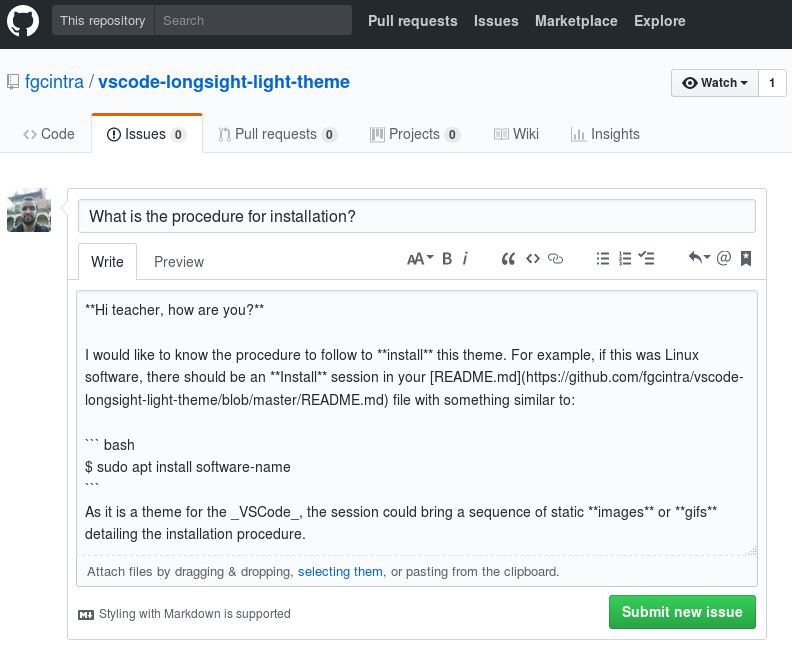 This repository Search Pull requests Issues Marketplace Explore
fgcintra / vscode-longsight-light-theme Watch 1
Code Issues 0 Pull requests 0 Projects 0 Wiki Insights
What is the procedure for installation?
Write Preview AA B i
**Hi teacher, how are you?**
I would like to know the procedure to follow to **install** this theme. For example, if this was Linux
software, there should be an **Install** session in your [README.md](https://github.com/fgcintra/vscode-
longsight-light-theme/blob/master/README.md) file with something similar to:
``` bash
$ sudo apt install software-name
```
As it is a theme for the _VSCode_, the session could bring a sequence of static **images** or **gifs**
detailing the installation procedure.
Attach files by dragging & dropping, selecting them, or pasting from the clipboard.
Styling with Markdown is supported Submit new issue